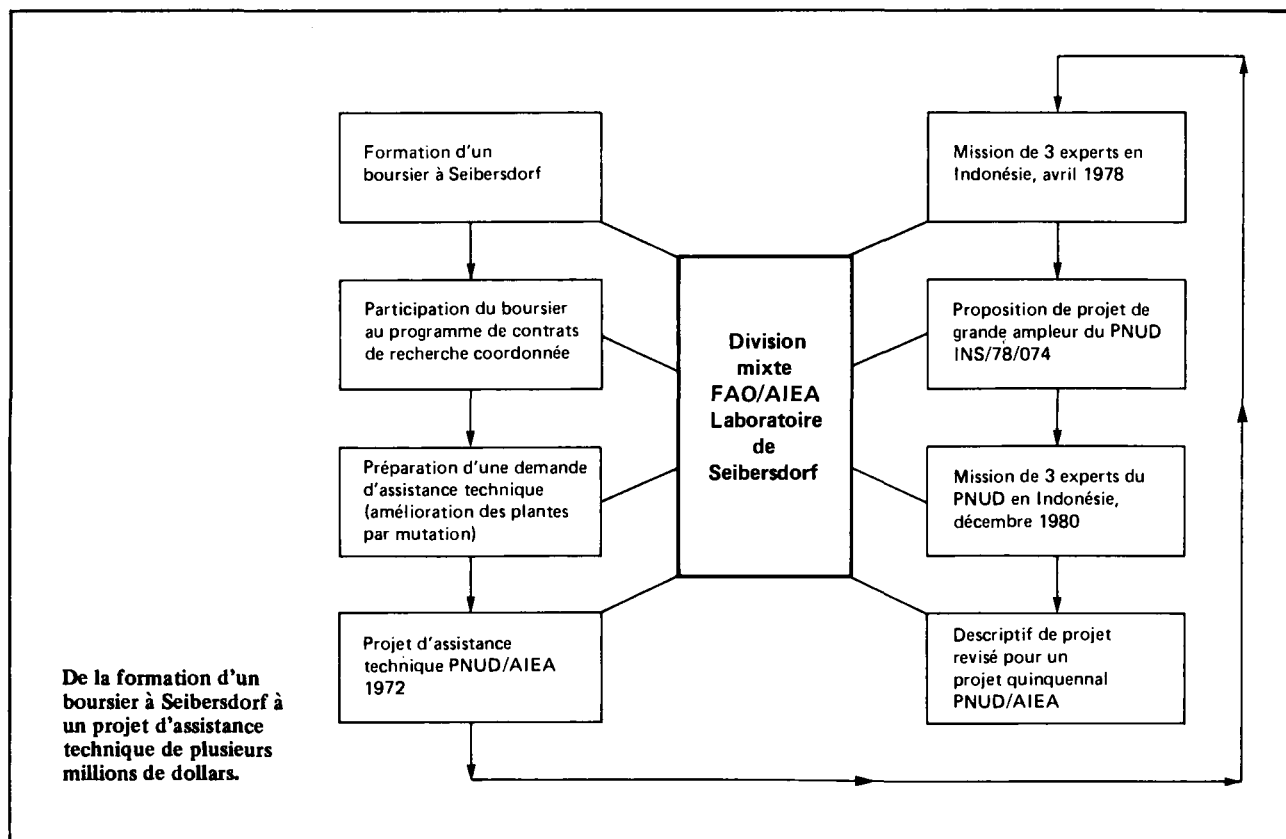 Formation d'un
boursier à Seibersdorf
Participation du boursier
au programme de contrats
de recherche coordonnée
Préparation d'une demande
d'assistance technique
(amélioration des plantes
par mutation)
Projet d'assistance
technique PNUD/AIEA
1972
Division
mixte
FAO/AIEA
Laboratoire
de
Seibersdorf
Mission de 3 experts en
Indonésie, avril 1978
Proposition de projet de
grande ampleur du PNUD
INS/78/074
Mission de 3 experts du
PNUD en Indonésie,
décembre 1980
Descriptif de projet
revisé pour un
projet quinquennal
PNUD/AIEA
De la formation d'un
boursier à Seibersdorf à
un projet d'assistance
technique de plusieurs
millions de dollars.